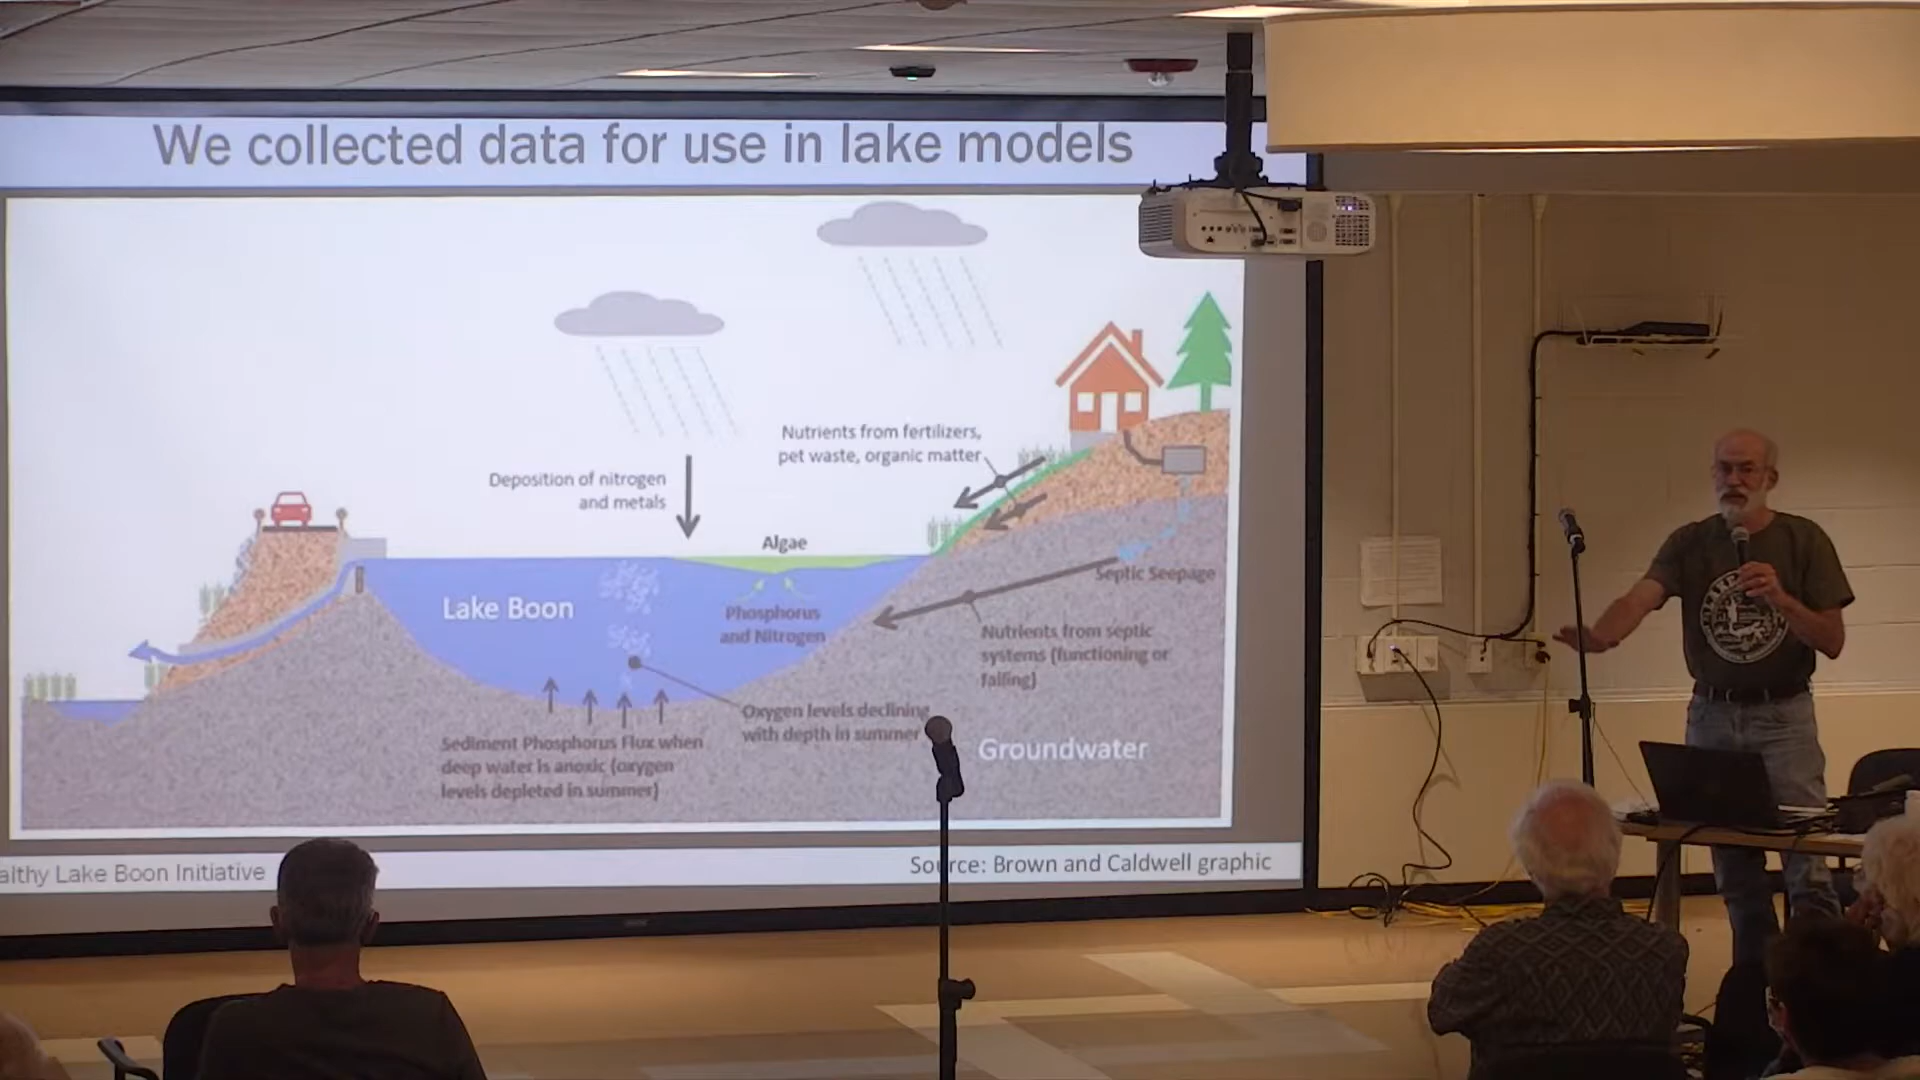 We collected data for use in lake models
Nutrients from fertilizers,
pet waste, organic matter
Deposition of nitrogen
and metals
Algae
Lake Boon
Phosphorus
and Nitrogen
Septic Seepage
Nutrients from septic
systems (functioning or
failing)
Oxygen levels declining
with depth in summer
Sediment Phosphorus Flux when
deep water is anoxic (oxygen
levels depleted in summer)
Groundwater
althy Lake Boon Initiative
Source: Brown and Caldwell graphic